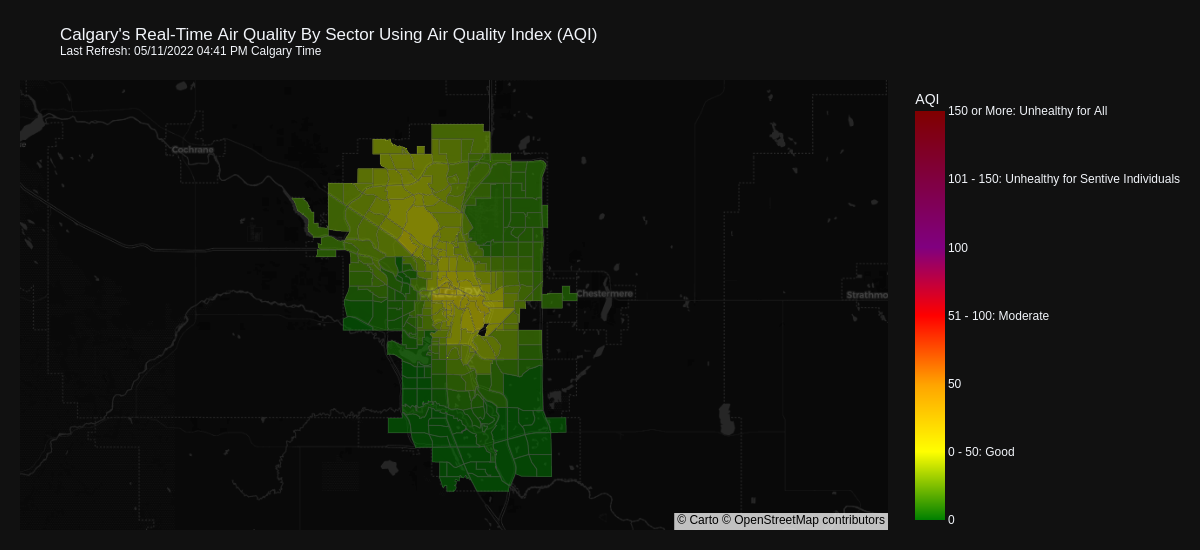 Calgary's Real-Time Air Quality By Sector Using Air Quality Index (AQI)
Last Refresh: 05/11/2022 04:41 PM Calgary Time
AQI
150 or More: Unhealthy for All
101 - 150: Unhealthy for Sentive Individuals
100
51 - 100: Moderate
50
0 - 50: Good
0
Cochrane
Chestermere
Strathmo
© Carto © OpenStreetMap contributors